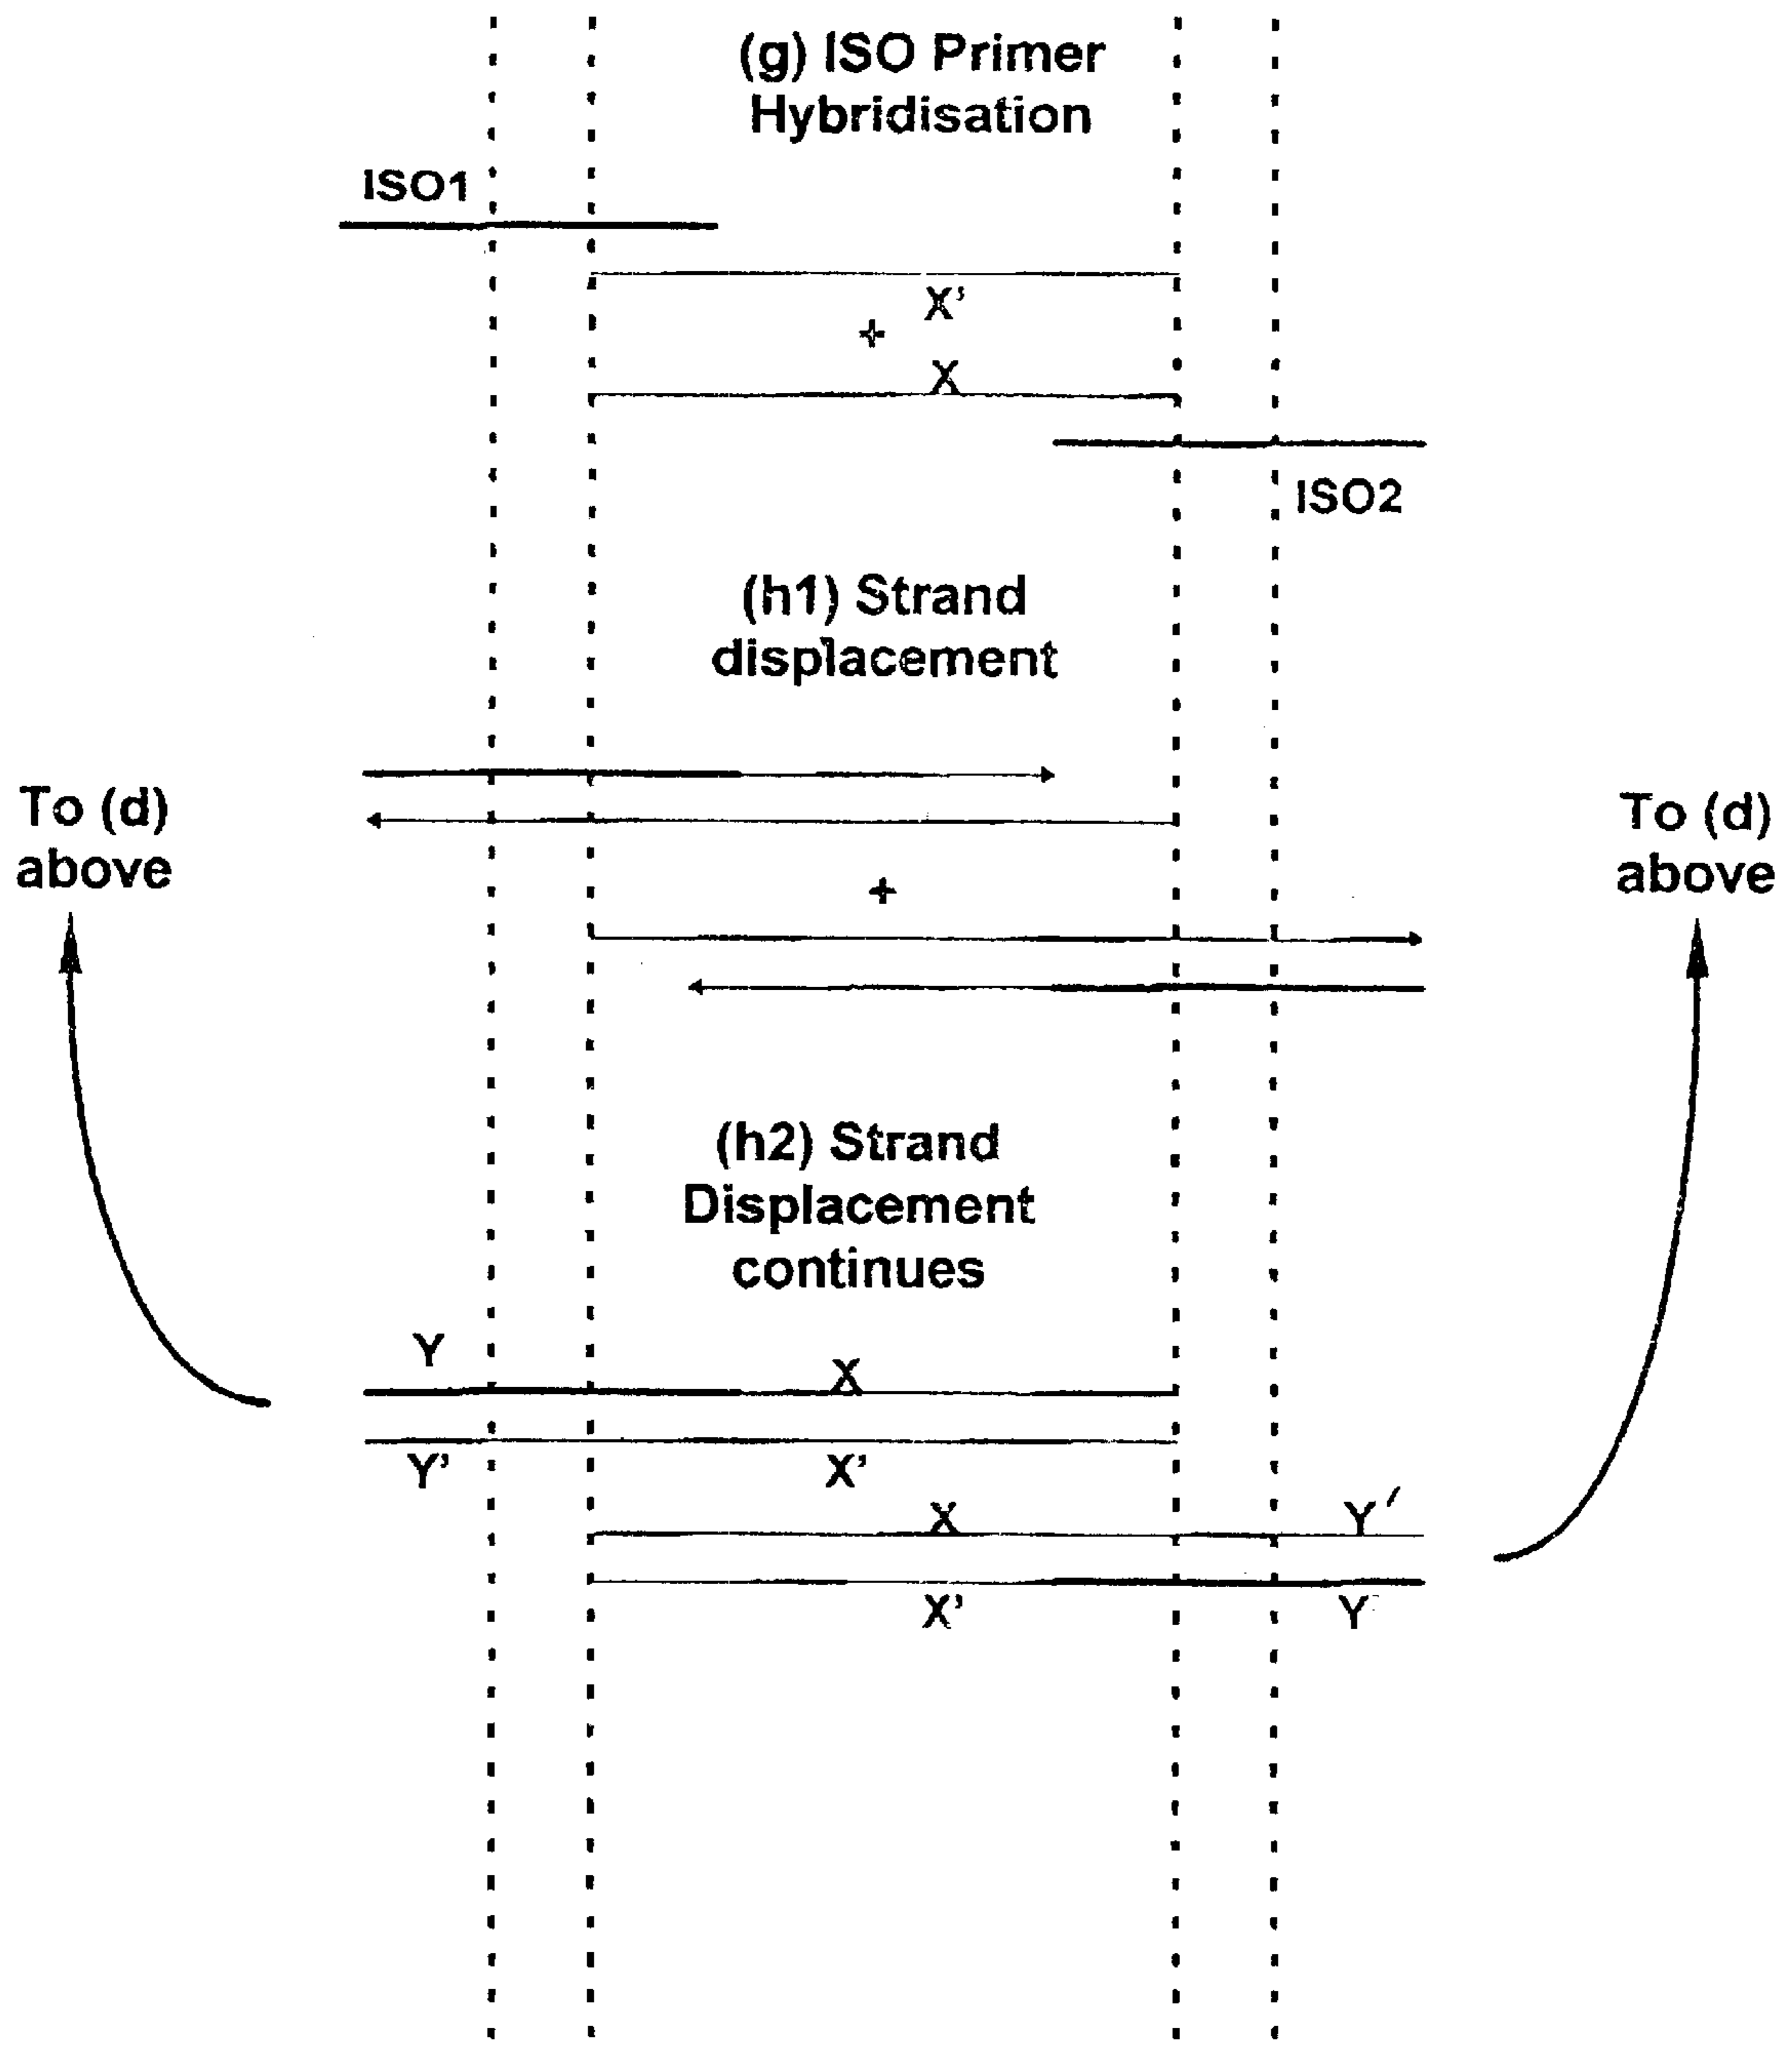 (g) ISO Primer
Hybridisation
ISO1
X'
+
X
ISO2
(h1) Strand
displacement
To (d)
above
To (d)
above
+
(h2) Strand
Displacement
continues
Y
X
Y'
X'
X
Y'
X'
Y